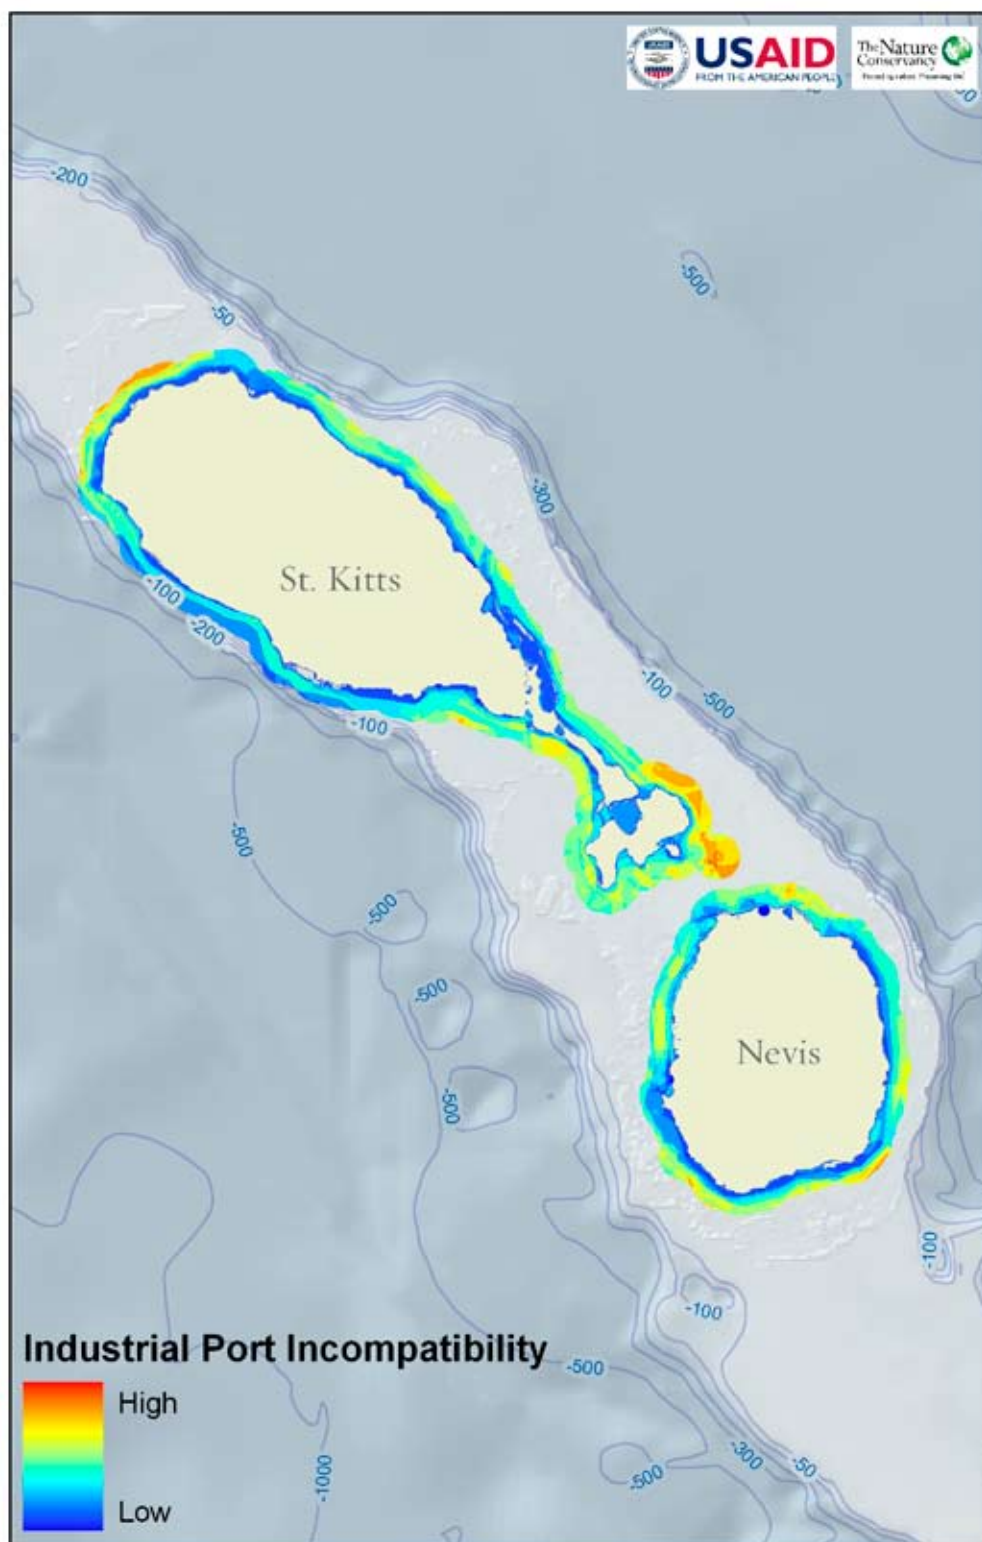 USAID
FROM THE AMERICAN PEOPLE
The Nature
Conservancy
-200
-50
-500
-300
St. Kitts
-100
-200
-100
-500
-100
-500
-500
-500
-500
Nevis
-100
-100
Industrial Port Incompatibility
High
Low
-500
-1000
-500
-300
-50